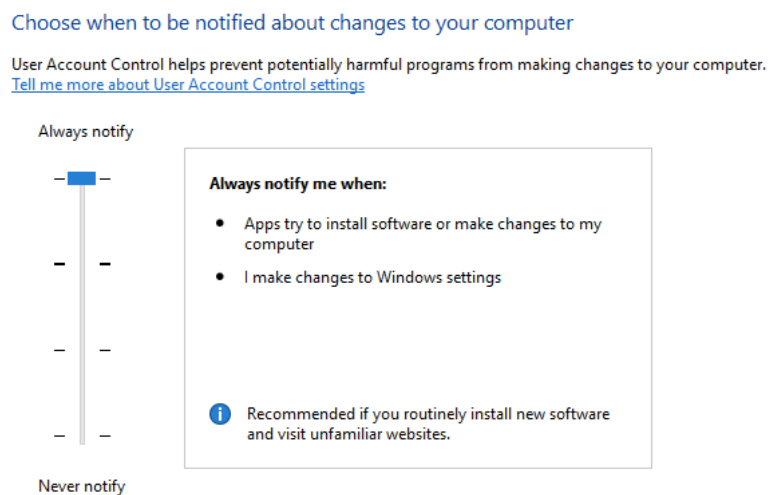 Choose when to be notified about changes to your computer
User Account Control helps prevent potentially harmful programs from making changes to your computer.
Tell me more about User Account Control settings
Always notify
Always notify me when:
Apps try to install software or make changes to my
computer
I make changes to Windows settings
Recommended if you routinely install new software
and visit unfamiliar websites.
Never notify